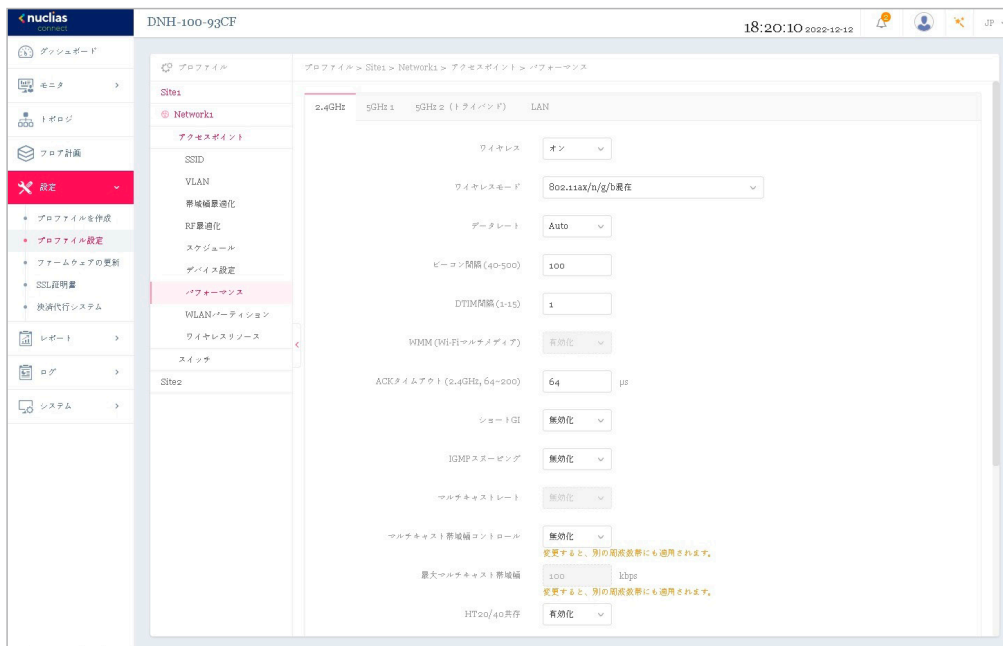 nuclias
connect
DNH-100-93CF
18:20:10 2022-12-12
2
JP
ダッシュボード
モニタ
トポロジ
フロア計画
設定
プロファイルを作成
プロファイル設定
ファームウェアの更新
SSL証明書
決済代行システム
レポート
ログ
システム
プロファイル
Site1
Network1
アクセスポイント
SSID
VLAN
帯域幅最適化
RF最適化
スケジュール
デバイス設定
パフォーマンス
WLANパーティション
ワイヤレスリソース
スイッチ
Site2
プロファイル > Site1 > Network1 > アクセスポイント > パフォーマンス
2.4GHz 5GHz 1 5GHz 2 (トライバンド) LAN
ワイヤレス オン
ワイヤレスモード 802.11ax/n/g/b混在
データレート Auto
ビーコン間隔 (40-500) 100
DTIM間隔 (1-15) 1
WMM (Wi-Fiマルチメディア) 有効化
ACKタイムアウト (2.4GHz, 64~200) 64 μs
ショートGI 無効化
IGMPスヌーピング 無効化
マルチキャストレート 無効化
マルチキャスト帯域幅コントロール 無効化
変更すると、別の周波数帯にも適用されます。
最大マルチキャスト帯域幅 100 kbps
変更すると、別の周波数帯にも適用されます。
HT20/40共存 有効化